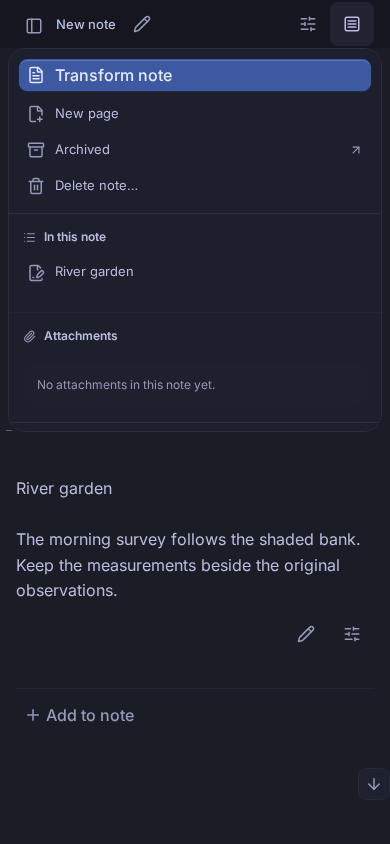 New note
Transform note
New page
Archived
Delete note...
In this note
River garden
Attachments
No attachments in this note yet.
River garden
The morning survey follows the shaded bank.
Keep the measurements beside the original
observations.
Add to note